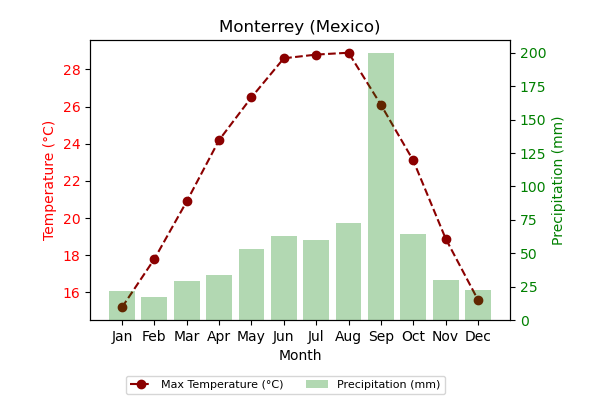 Monterrey (Mexico)
Temperature (°C)
28
26
24
22
20
18
16
200
175
150
125
100
75
50
25
0
Precipitation (mm)
Jan Feb Mar Apr May Jun Jul Aug Sep Oct Nov Dec
Month
Max Temperature (°C) Precipitation (mm)